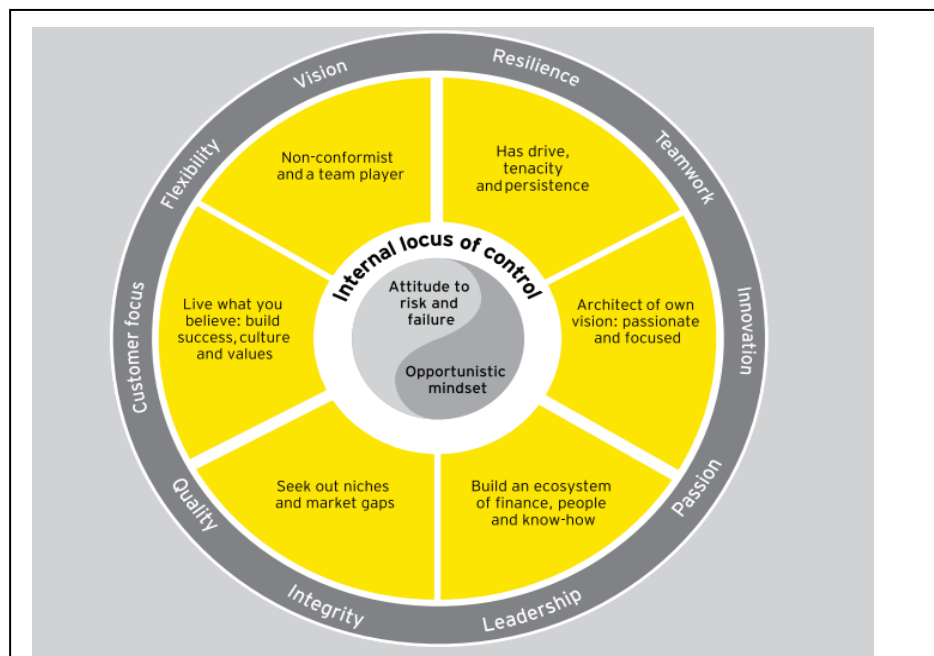 Vision
Resilience
Teamwork
Innovation
Passion
Leadership
Integrity
Quality
Customer focus
Flexibility
Non-conformist
and a team player
Has drive,
tenacity
and persistence
Architect of own
vision: passionate
and focused
Build an ecosystem
of finance, people
and know-how
Seek out niches
and market gaps
Live what you
believe: build
success, culture
and values
Internal locus of control
Attitude to
risk and
failure
Opportunistic
mindset